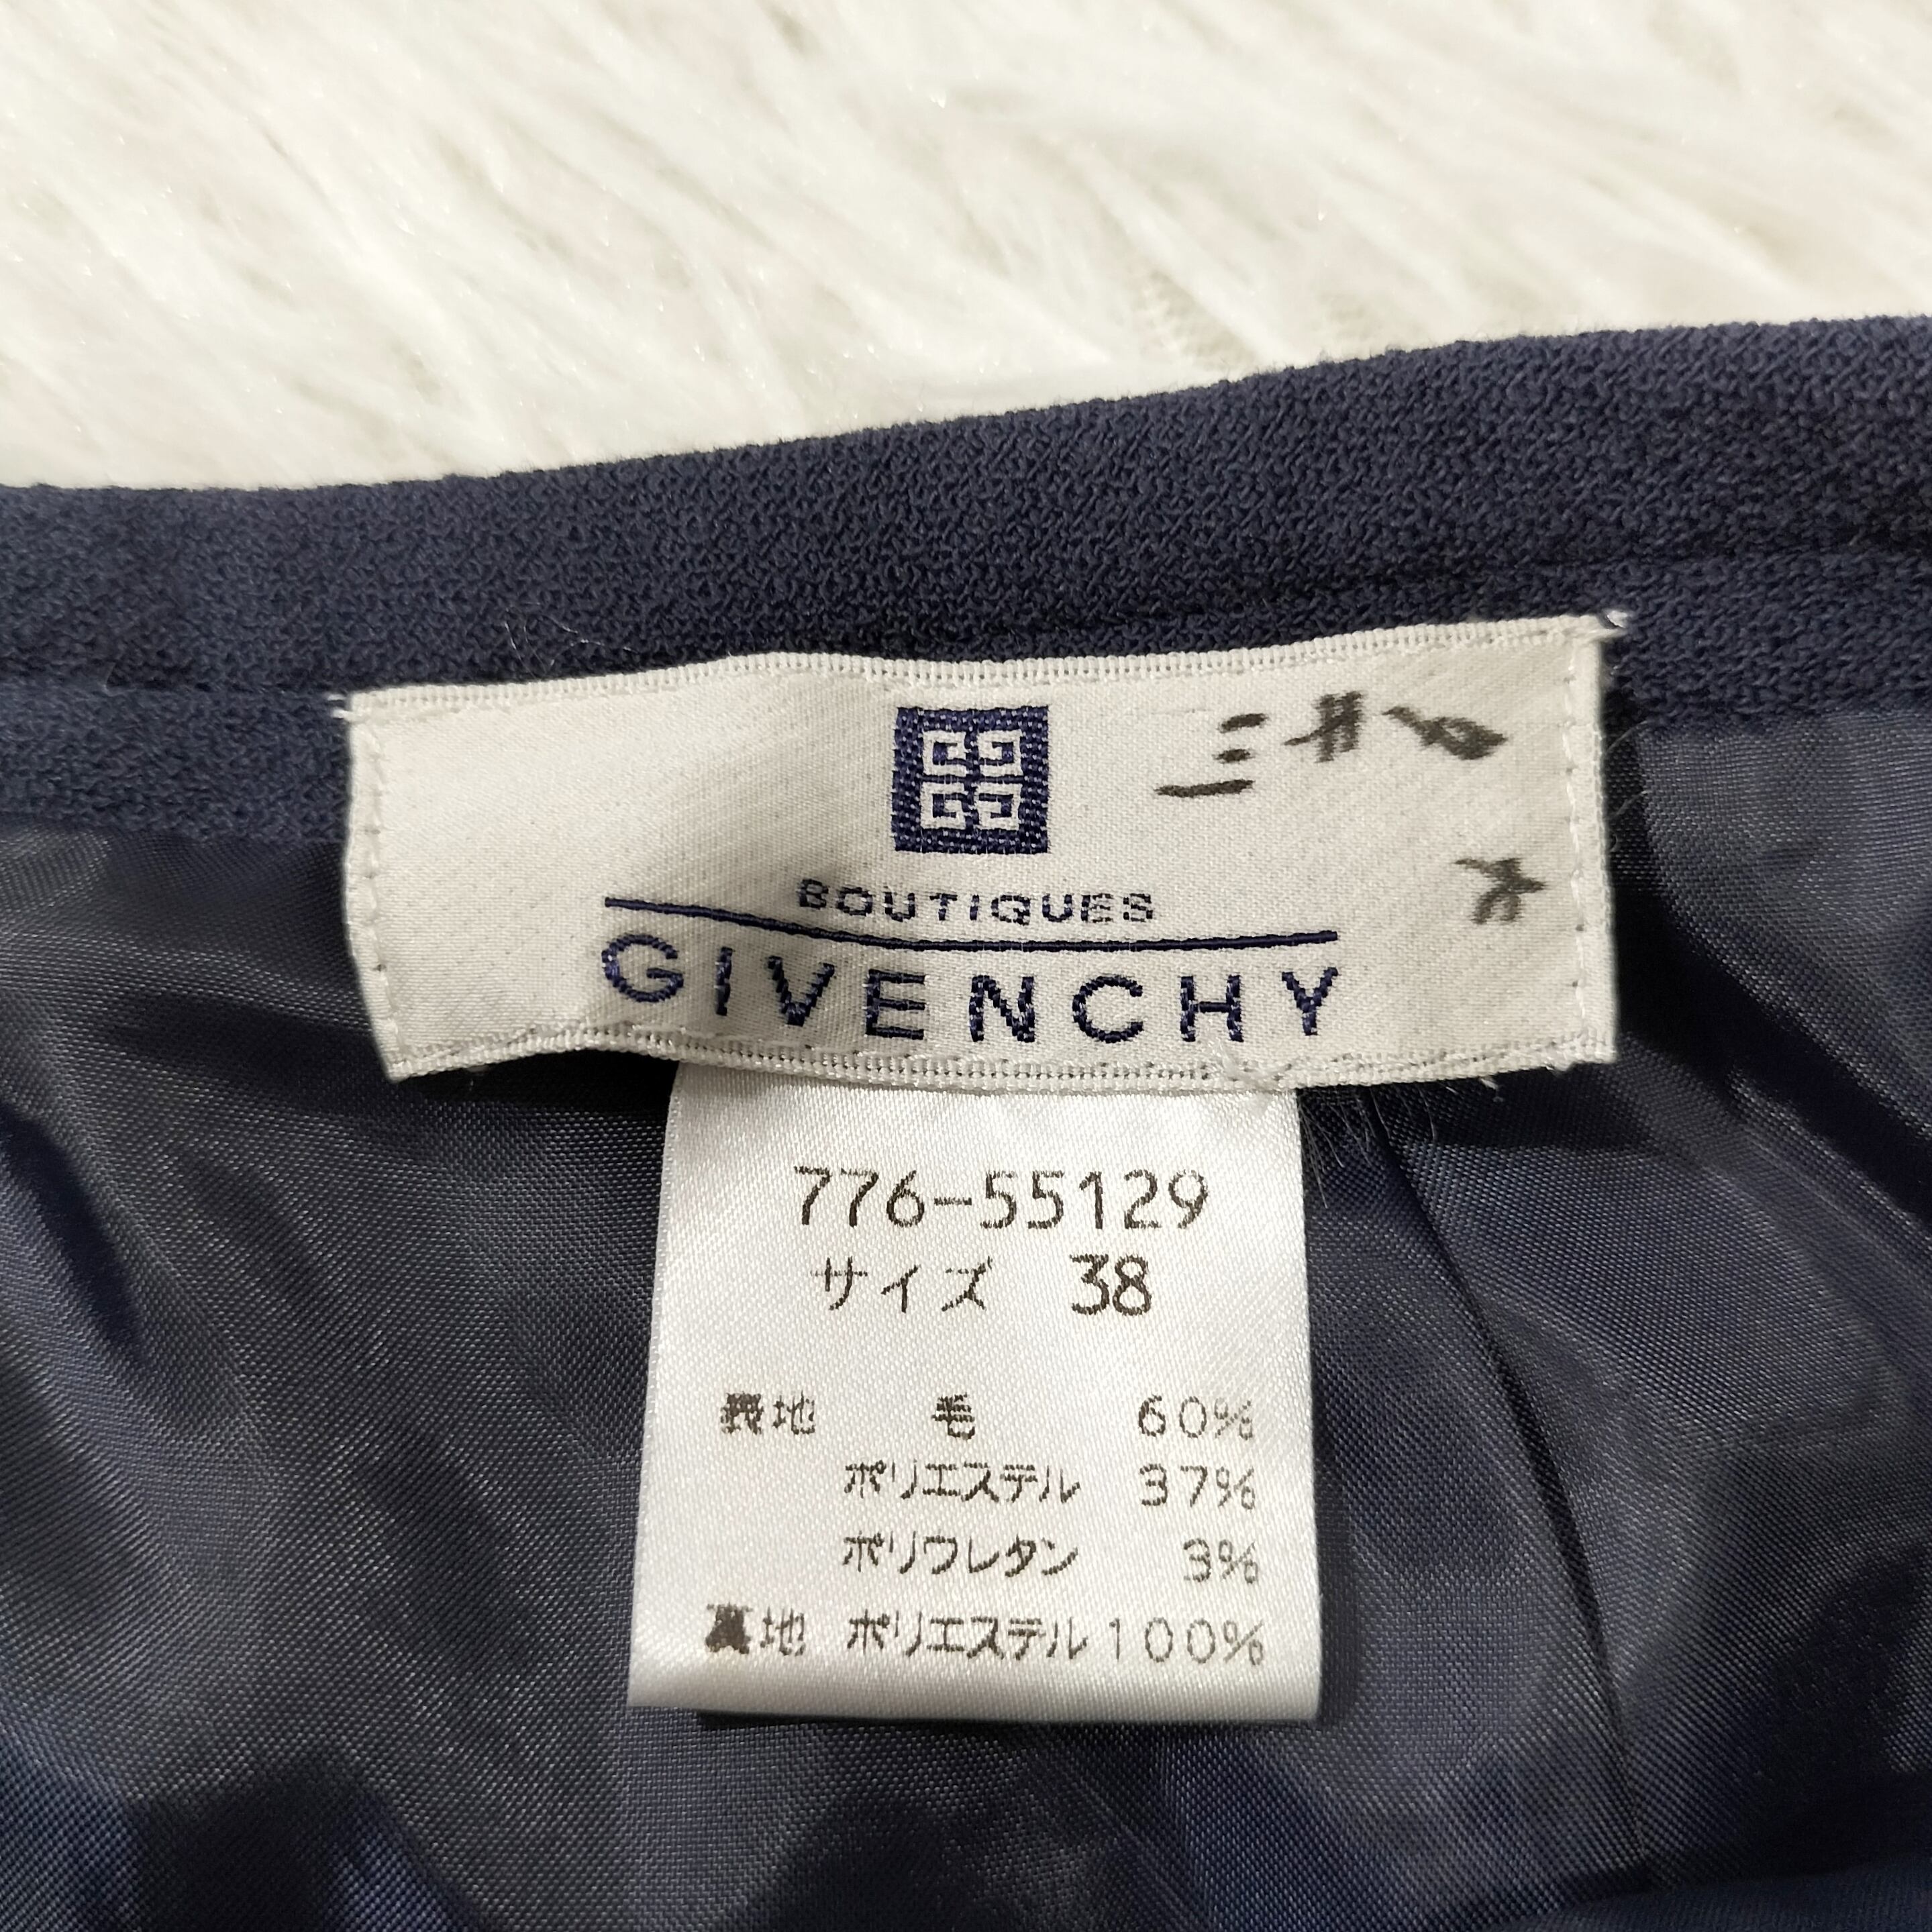 BOUTIQUES
GIVENCHY
776-55129
サイズ 38
表地 毛 60%
ポリエステル 37%
ポリウレタン 3%
裏地 ポリエステル 100%